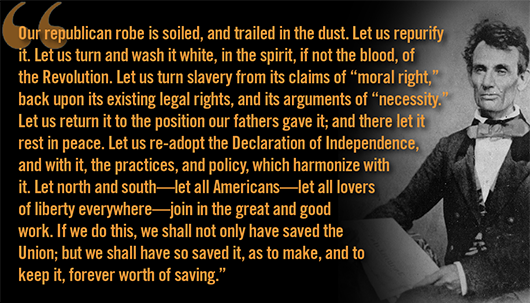 “Our republican robe is soiled, and trailed in the dust. Let us repurify
it. Let us turn and wash it white, in the spirit, if not the blood, of
the Revolution. Let us turn slavery from its claims of “moral right,”
back upon its existing legal rights, and its arguments of “necessity.”
Let us return it to the position our fathers gave it; and there let it
rest in peace. Let us re-adopt the Declaration of Independence,
and with it, the practices, and policy, which harmonize with
it. Let north and south—let all Americans—let all lovers
of liberty everywhere—join in the great and good
work. If we do this, we shall not only have saved the
Union; but we shall have so saved it, as to make, and to
keep it, forever worth of saving.”